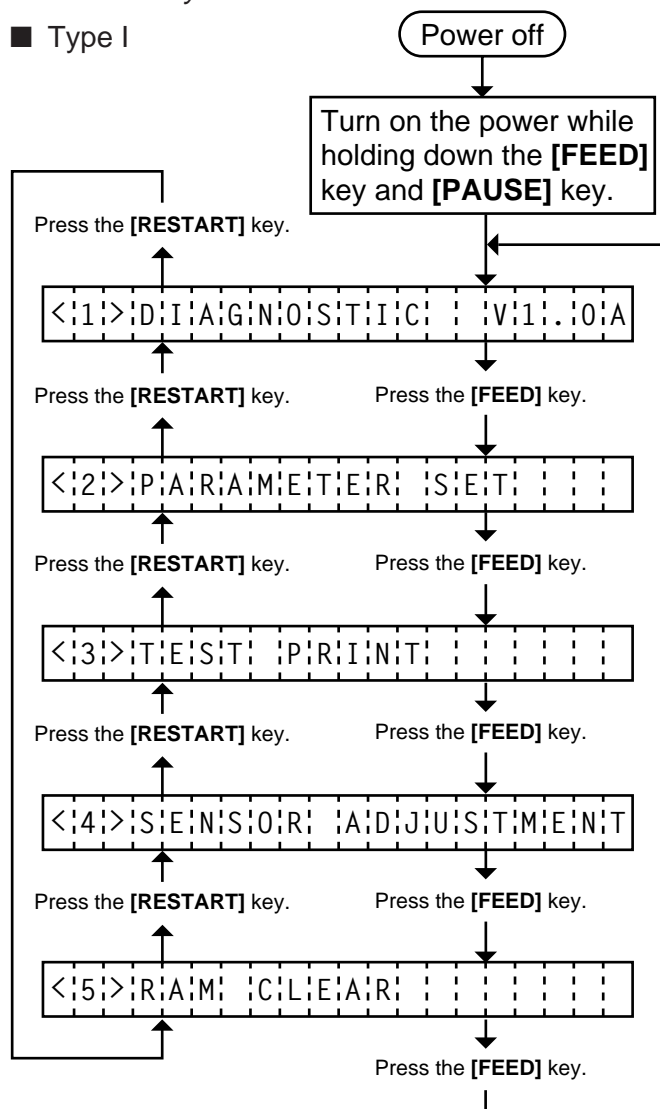 ■ Type I
Power off
Turn on the power while
holding down the [FEED]
key and [PAUSE] key.
Press the [RESTART] key.
<1>DIAGNOSTIC  V1.0A
Press the [RESTART] key. Press the [FEED] key.
<2>PARAMETER SET
Press the [RESTART] key. Press the [FEED] key.
<3>TEST PRINT
Press the [RESTART] key. Press the [FEED] key.
<4>SENSOR ADJUSTMENT
Press the [RESTART] key. Press the [FEED] key.
<5>RAM CLEAR
Press the [FEED] key.